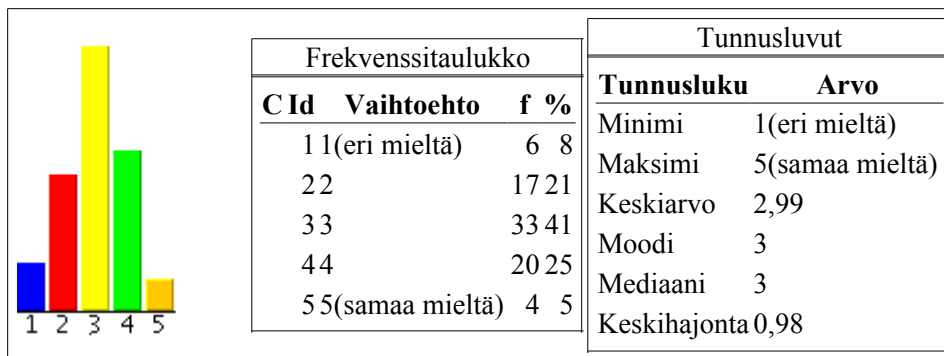 1 2 3 4 5
Frekvenssitaulukko
C Id Vaihtoehto f %
1 1(eri mieltä) 6 8
2 2 17 21
3 3 33 41
4 4 20 25
5 5(samaa mieltä) 4 5
Tunnusluvut
Tunnusluku Arvo
Minimi 1(eri mieltä)
Maksimi 5(samaa mieltä)
Keskiarvo 2,99
Moodi 3
Mediaani 3
Keskihajonta 0,98